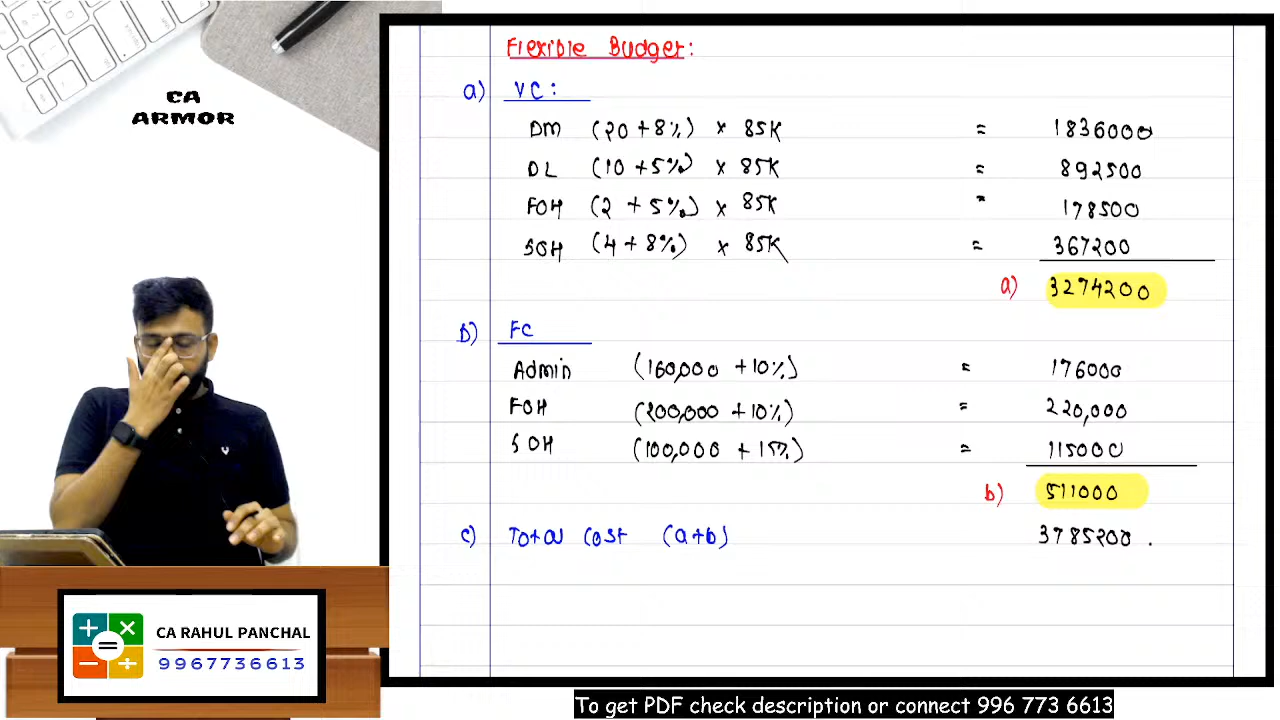 CA
ARMOR
Flexible Budget:
a) VC:
DM (20 + 8%) × 85K = 1836000
DL (10 + 5%) × 85K = 892500
FOH (2 + 5%) × 85K = 178500
SOH (4 + 8%) × 85K = 367200
a) 3274200
b) FC
Admin (160,000 + 10%) = 176000
FOH (200,000 + 10%) = 220,000
SOH (100,000 + 15%) = 115000
b) 511000
c) Total Cost (a+b) 3785200.
+ × = − ÷
CA RAHUL PANCHAL
9967736613
To get PDF check description or connect 996 773 6613